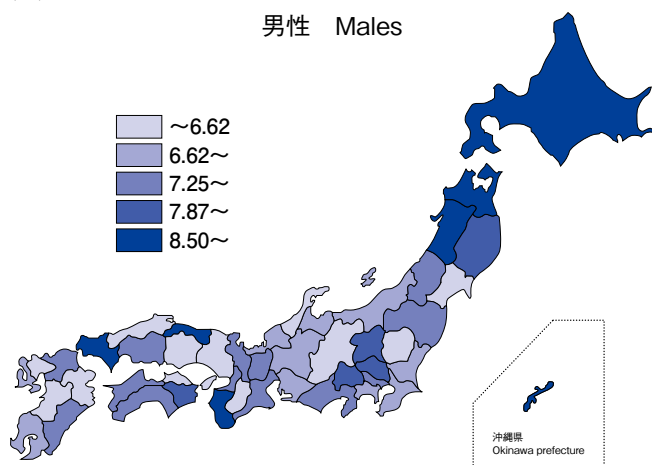 男性　Males
～6.62
6.62～
7.25～
7.87～
8.50～
沖縄県
Okinawa prefecture